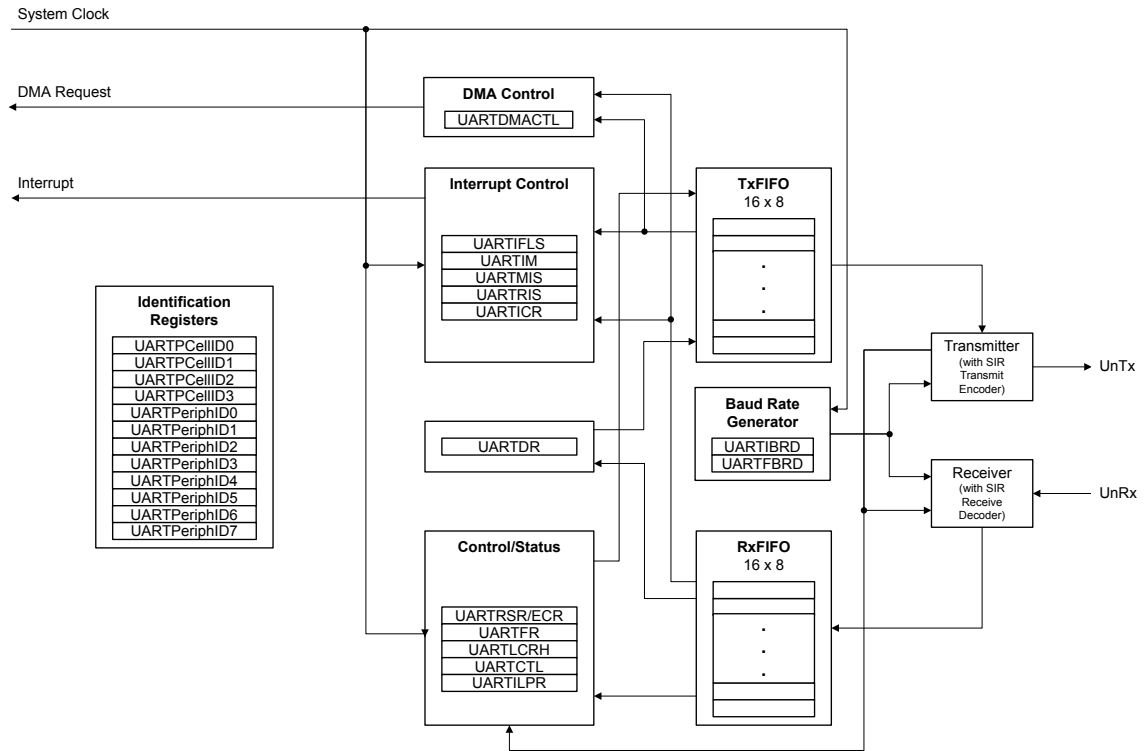 System Clock
DMA Request
DMA Control
UARTDMACTL
Interrupt
Interrupt Control
UARTIFLS
UARTIM
UARTMIS
UARTRIS
UARTICR
TxFIFO
16 x 8
.
.
.
Identification
Registers
UARTPCellID0
UARTPCellID1
UARTPCellID2
UARTPCellID3
UARTPeriphID0
UARTPeriphID1
UARTPeriphID2
UARTPeriphID3
UARTPeriphID4
UARTPeriphID5
UARTPeriphID6
UARTPeriphID7
Transmitter
(with SIR
Transmit
Encoder)
UnTx
Baud Rate
Generator
UARTIBRD
UARTFBRD
UARTDR
Receiver
(with SIR
Receive
Decoder)
UnRx
Control/Status
UARTRSR/ECR
UARTFR
UARTLCRH
UARTCTL
UARTILPR
RxFIFO
16 x 8
.
.
.